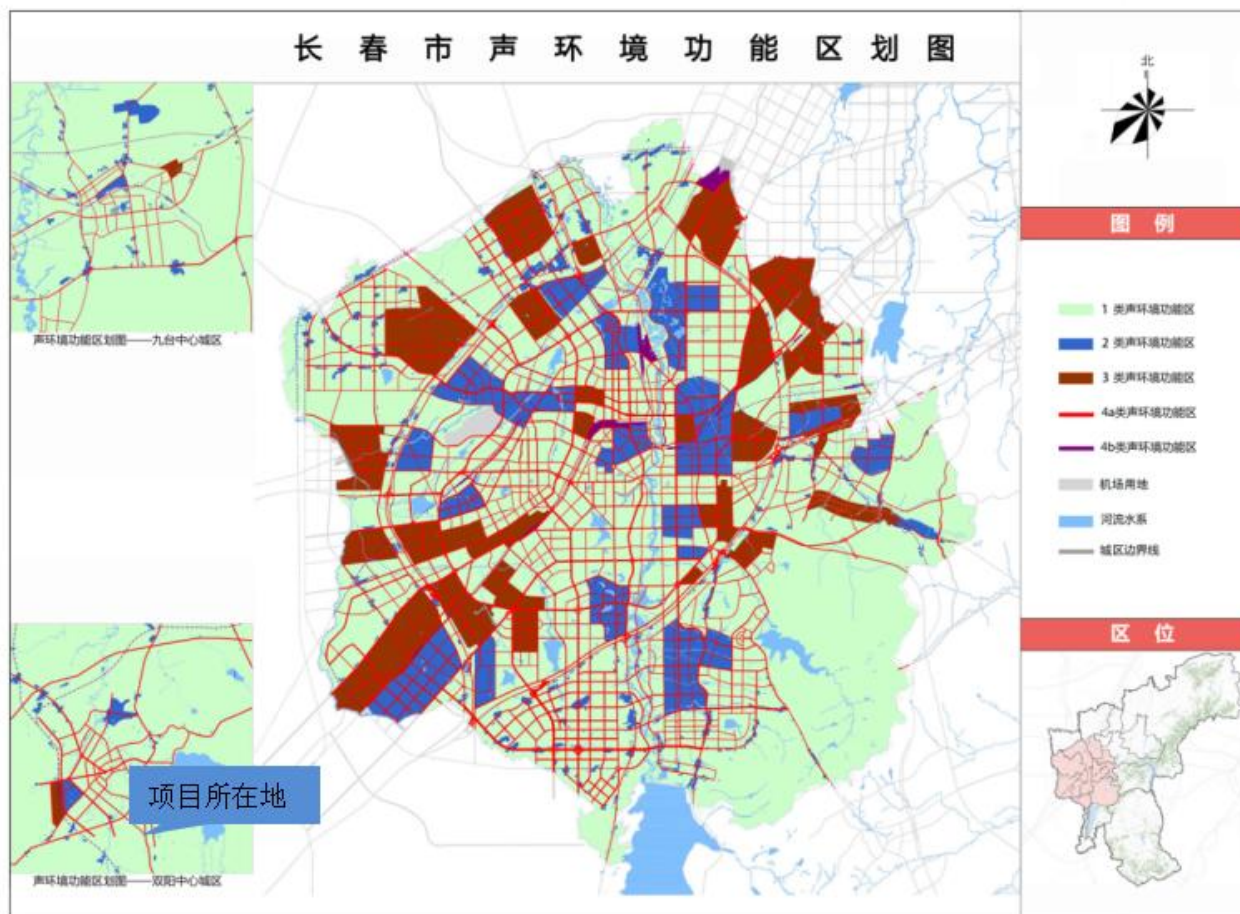 长春市声环境功能区划图
声环境功能区划图——九台中心城区
项目所在地
声环境功能区划图——双阳中心城区
北
图例
1 类声环境功能区
2 类声环境功能区
3 类声环境功能区
4a类声环境功能区
4b类声环境功能区
机场用地
河流水系
城区边界线
区位